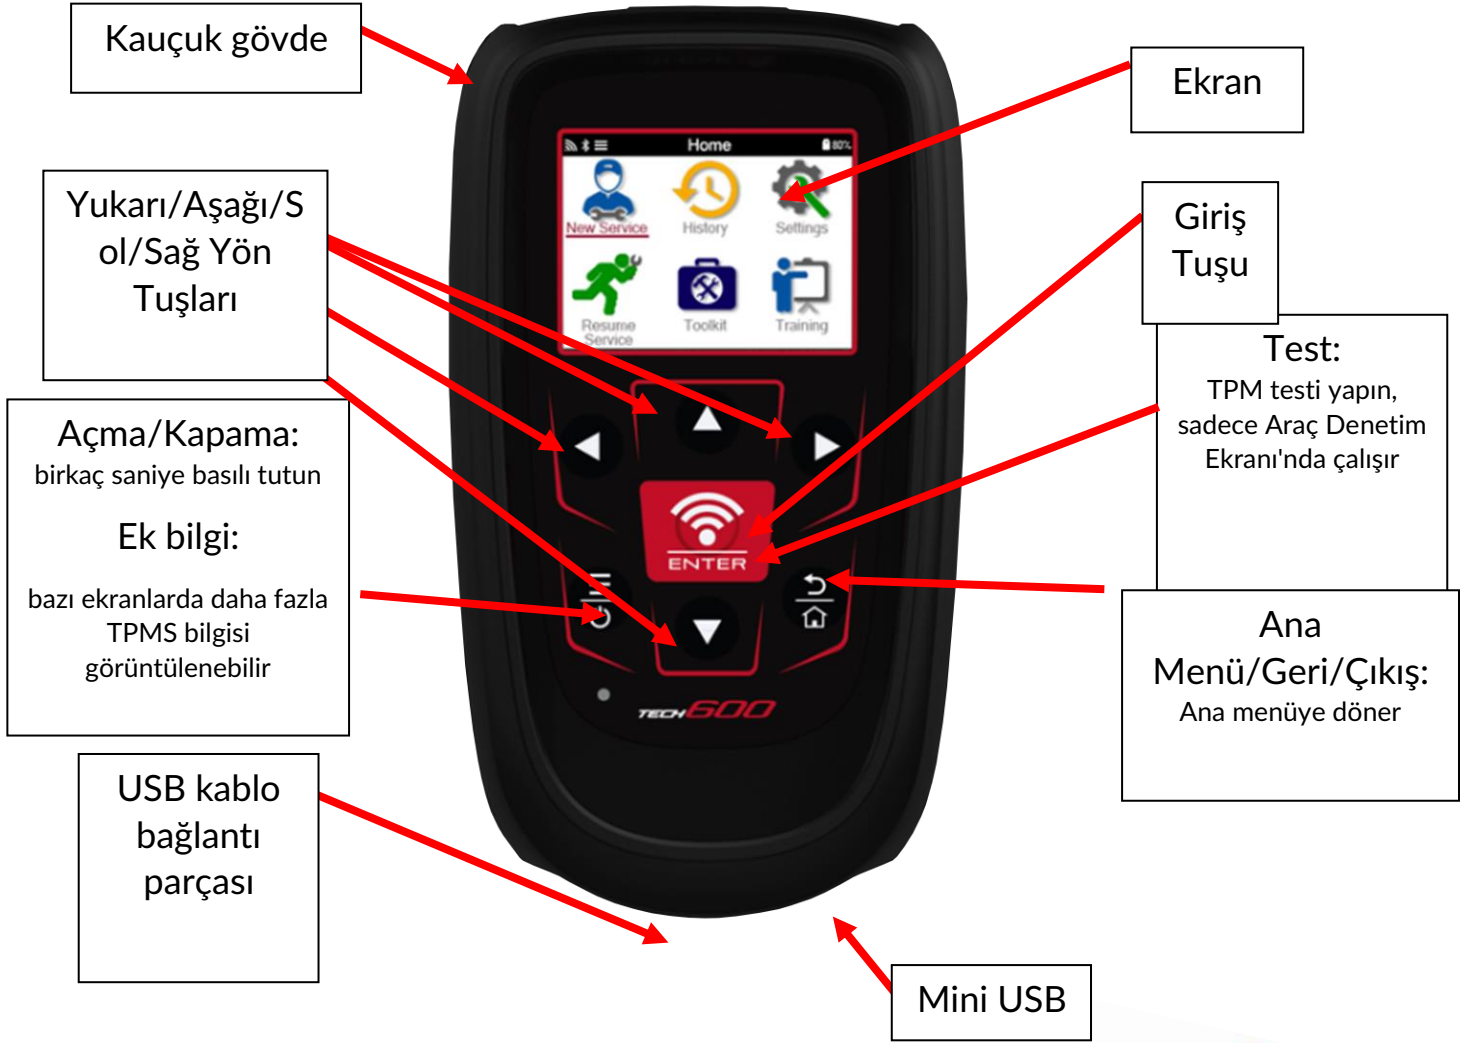 Kauçuk gövde
Ekran
Yukarı/Aşağı/S
ol/Sağ Yön
Tuşları
Giriş
Tuşu
Test:
TPM testi yapın,
sadece Araç Denetim
Ekranı'nda çalışır
Açma/Kapama:
birkaç saniye basılı tutun
Ek bilgi:
bazı ekranlarda daha fazla
TPMS bilgisi
görüntülenebilir
Ana
Menü/Geri/Çıkış:
Ana menüye döner
USB kablo
bağlantı
parçası
Mini USB
Home
80%
New Service
History
Settings
Resume
Service
Toolkit
Training
ENTER
TECH600